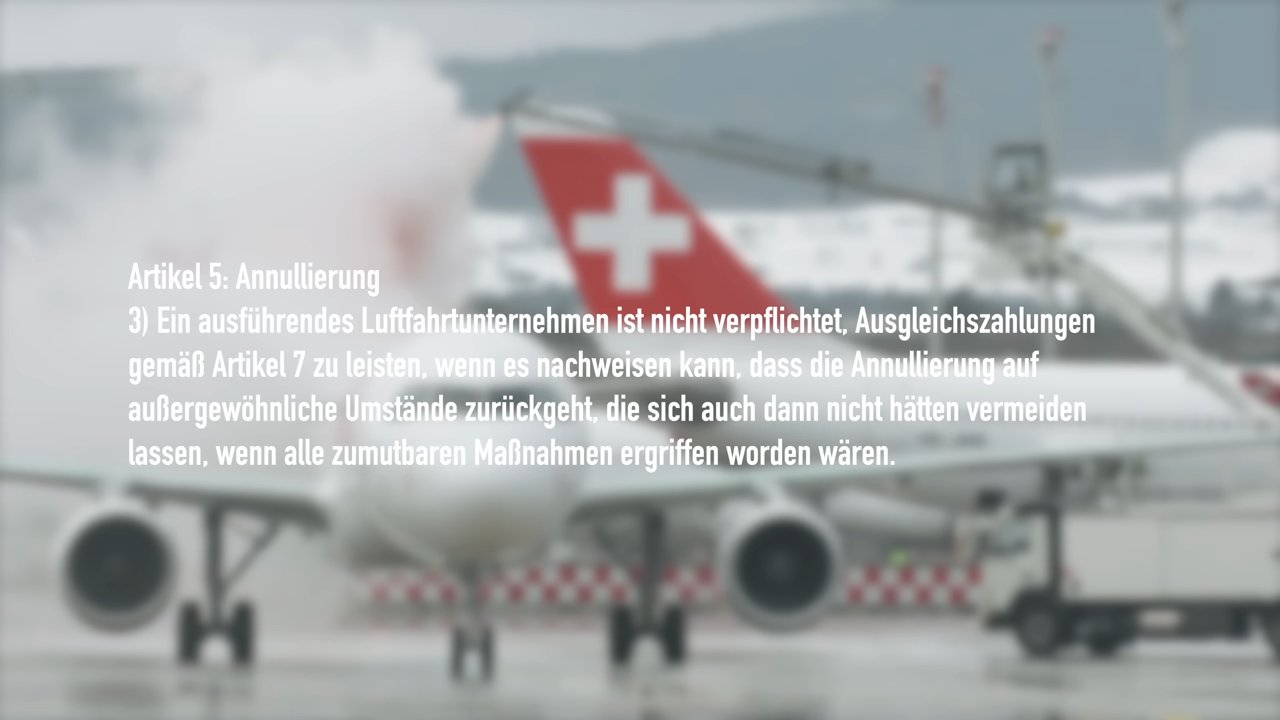 Artikel 5: Annullierung
3) Ein ausführendes Luftfahrtunternehmen ist nicht verpflichtet, Ausgleichszahlungen
gemäß Artikel 7 zu leisten, wenn es nachweisen kann, dass die Annullierung auf
außergewöhnliche Umstände zurückgeht, die sich auch dann nicht hätten vermeiden
lassen, wenn alle zumutbaren Maßnahmen ergriffen worden wären.